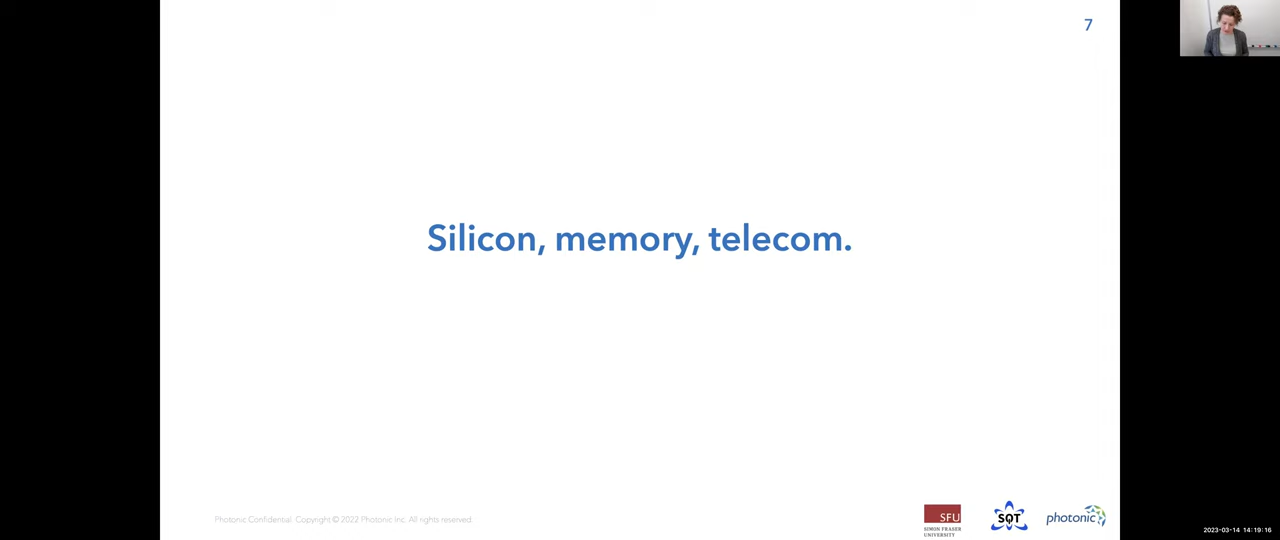 7
Silicon, memory, telecom.
Photonic Confidential. Copyright © 2022 Photonic Inc. All rights reserved.
SFU
SIMON FRASER
UNIVERSITY
SQT
photonic
2023-03-14 14:19:16